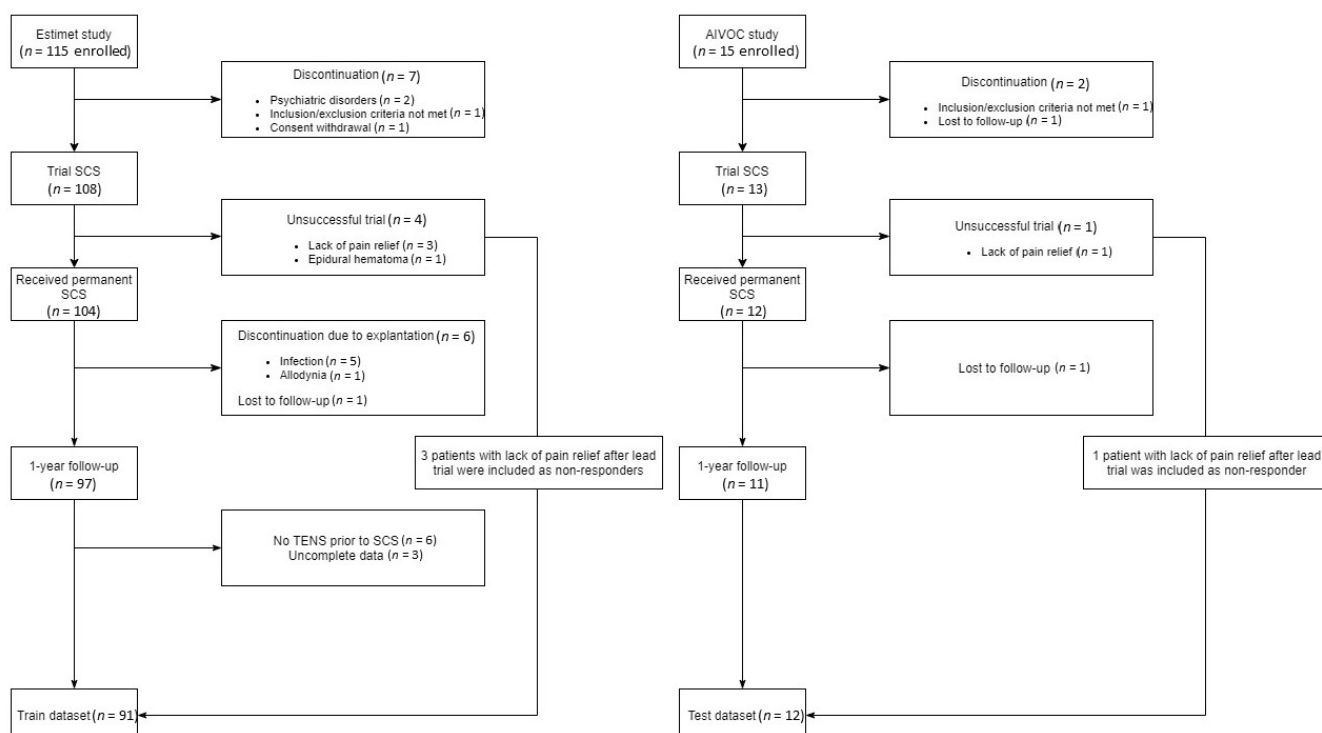 Estimet study
(n = 115 enrolled)
Discontinuation (n = 7)
• Psychiatric disorders (n = 2)
• Inclusion/exclusion criteria not met (n = 1)
• Consent withdrawal (n = 1)
Trial SCS
(n = 108)
Unsuccessful trial (n = 4)
• Lack of pain relief (n = 3)
• Epidural hematoma (n = 1)
Received permanent
SCS
(n = 104)
Discontinuation due to explantation (n = 6)
• Infection (n = 5)
• Allodynia (n = 1)
Lost to follow-up (n = 1)
3 patients with lack of pain relief after lead
trial were included as non-responders
1-year follow-up
(n = 97)
No TENS prior to SCS (n = 6)
Uncomplete data (n = 3)
Train dataset (n = 91)
AIVOC study
(n = 15 enrolled)
Discontinuation (n = 2)
• Inclusion/exclusion criteria not met (n = 1)
• Lost to follow-up (n = 1)
Trial SCS
(n = 13)
Unsuccessful trial (n = 1)
• Lack of pain relief (n = 1)
Received permanent
SCS
(n = 12)
Lost to follow-up (n = 1)
1 patient with lack of pain relief after lead
trial was included as non-responder
1-year follow-up
(n = 11)
Test dataset (n = 12)